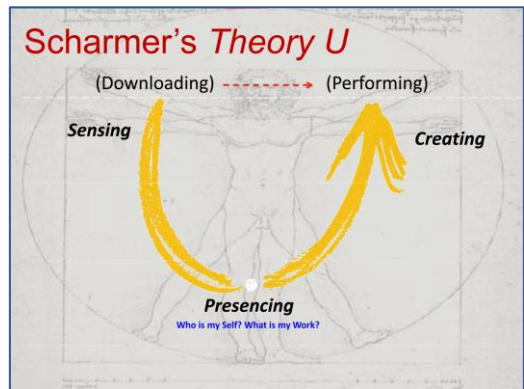 Scharmer's Theory U
(Downloading) (Performing)
Sensing
Creating
Presencing
Who is my Self? What is my Work?